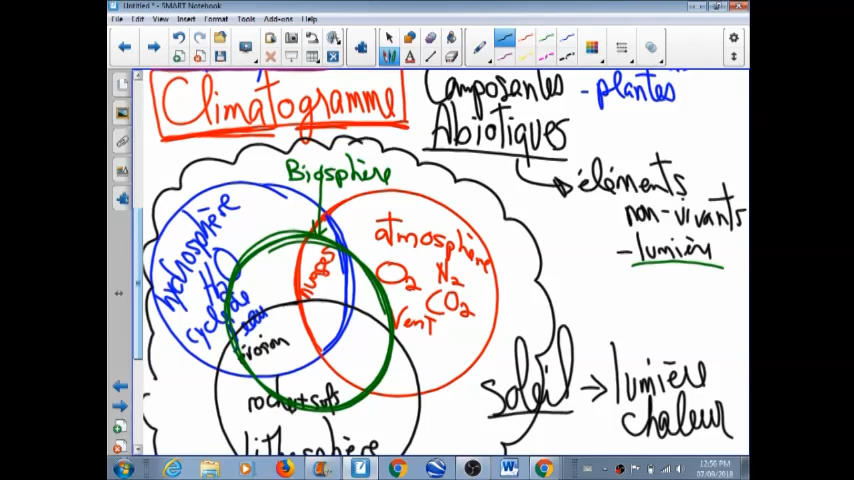 Untitled * - SMART Notebook
File Edit View Insert Format Tools Add-ons Help
Climatogramme
Composantes
Abiotiques
- plantes
éléments
non-vivants
- lumière
Biosphère
hydrosphère
H2O
cycle de
l'eau
nuages
atmosphère
O2 N2
CO2
vent
érosion
roches + sols
lithosphère
soleil → lumière
chaleur
12:56 PM
07/09/2018